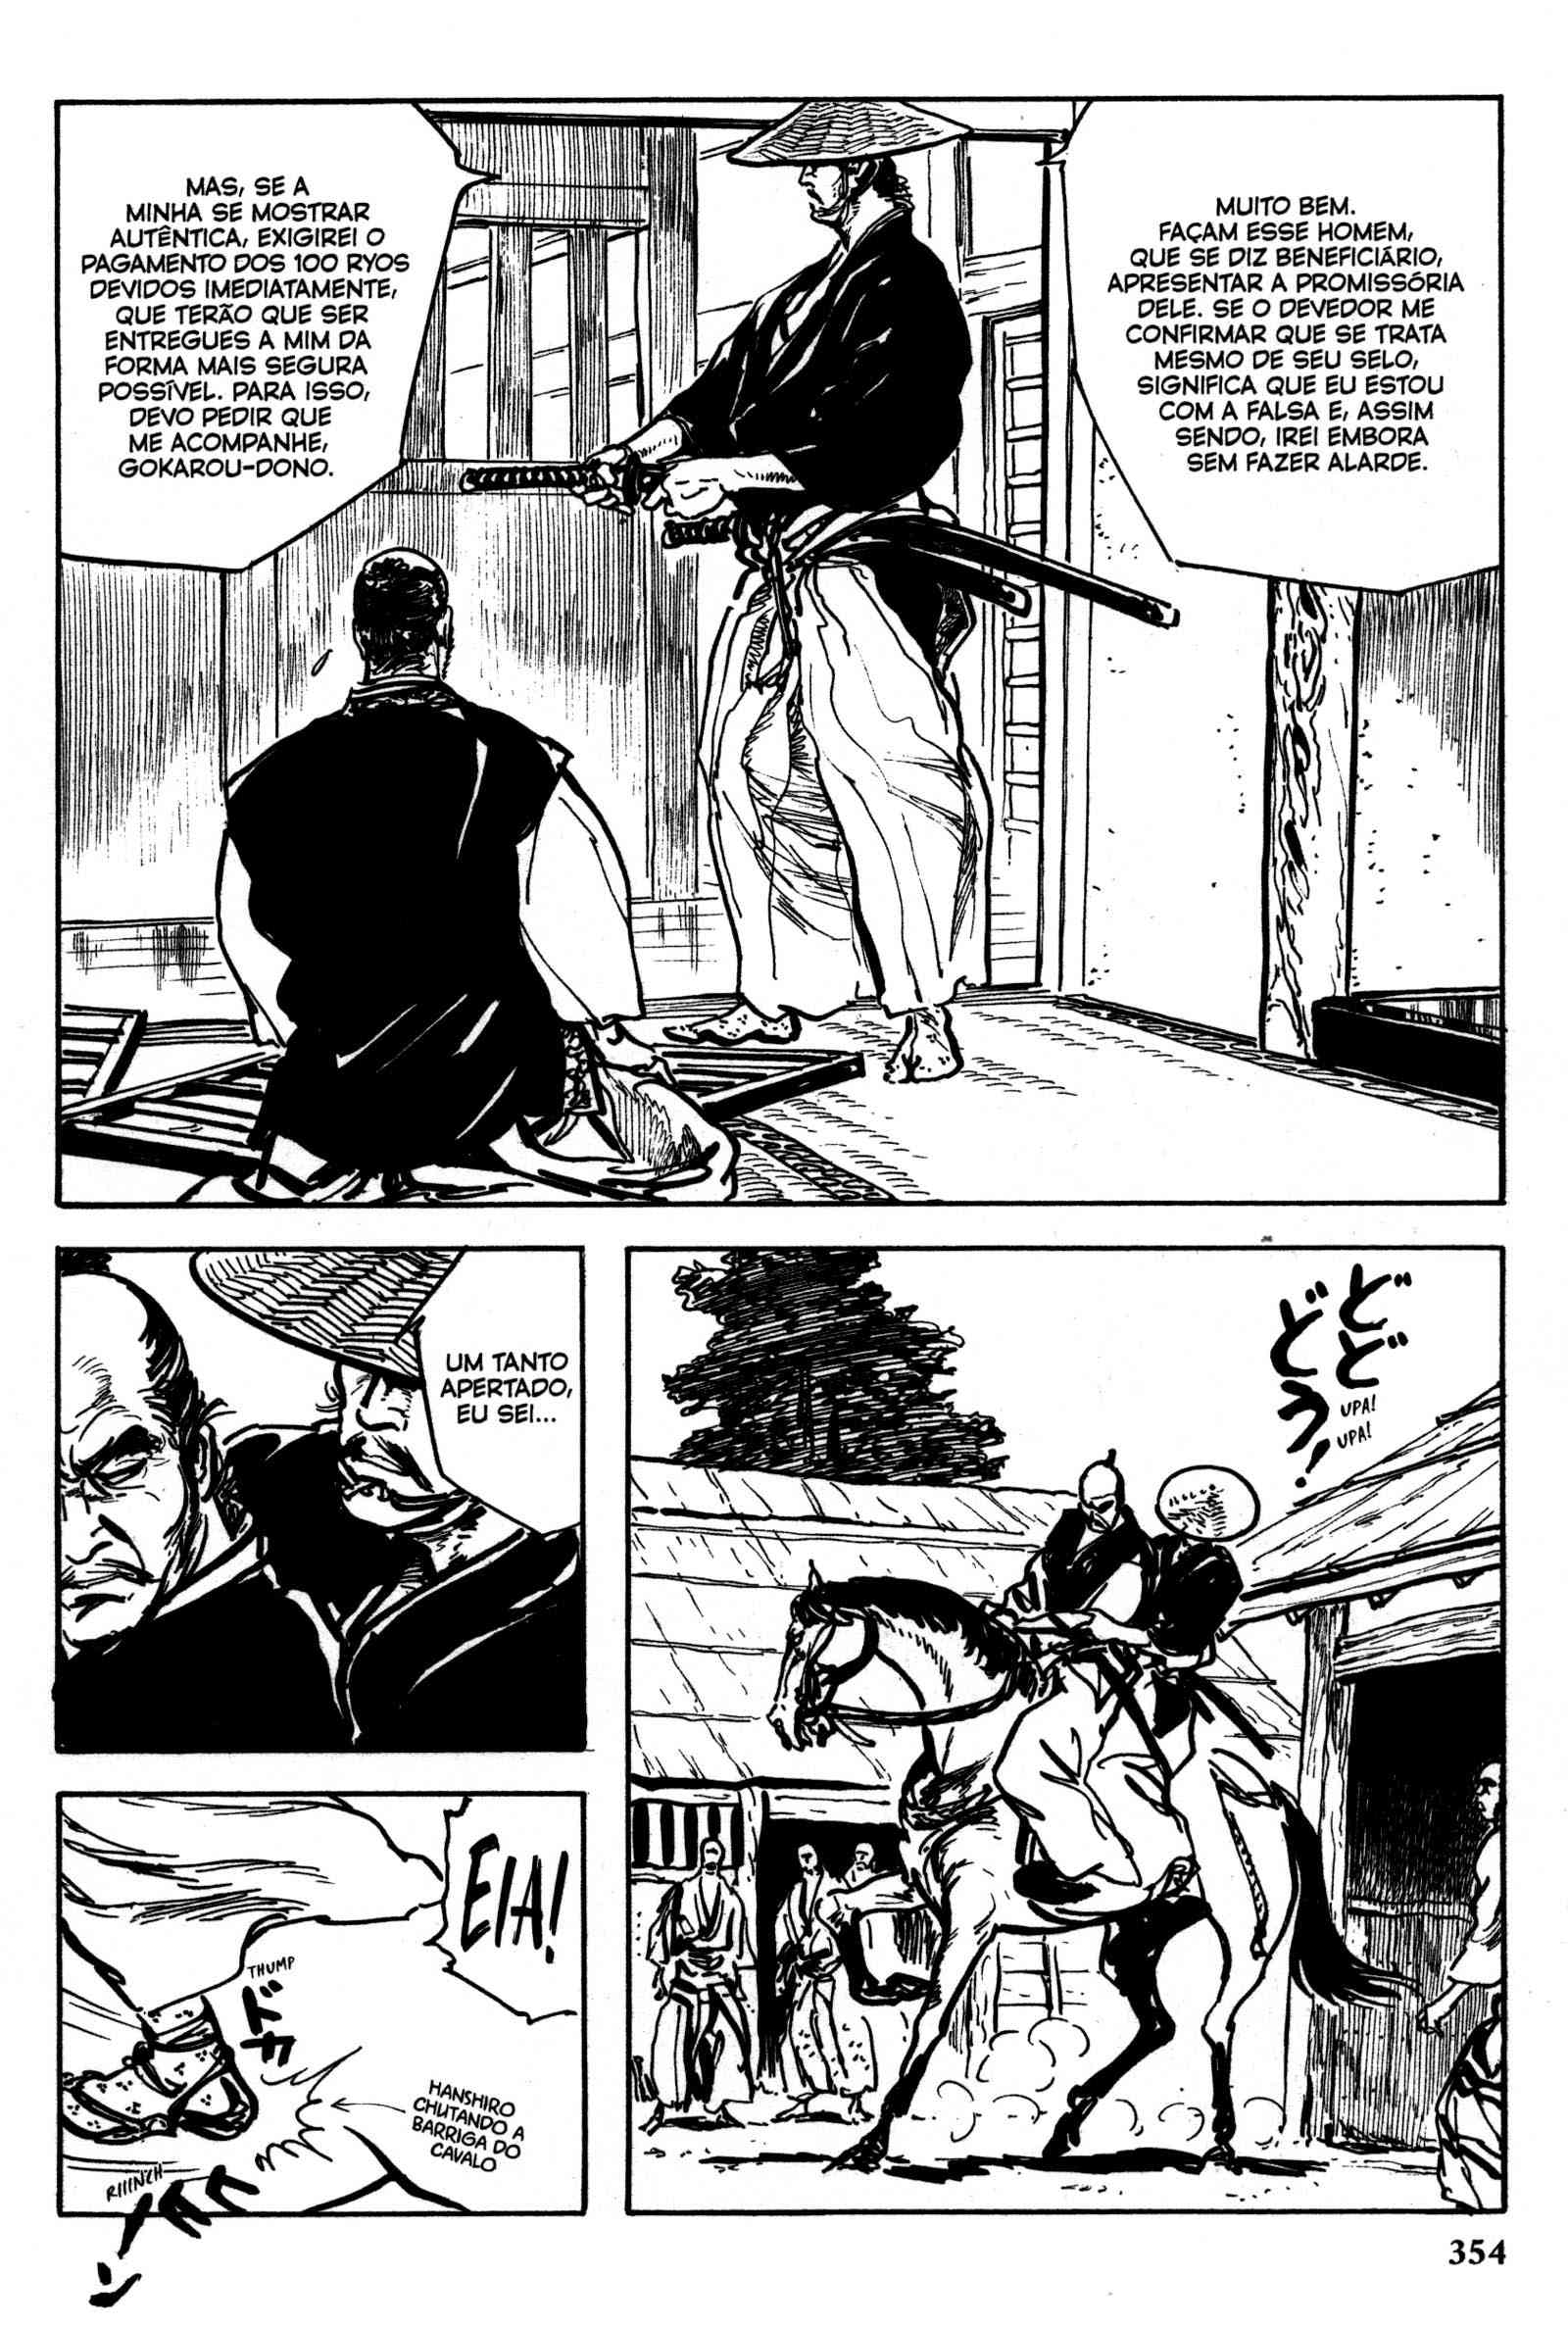 MUITO BEM.
FAÇAM ESSE HOMEM,
QUE SE DIZ BENEFICIÁRIO,
APRESENTAR A PROMISSÓRIA
DELE. SE O DEVEDOR ME
CONFIRMAR QUE SE TRATA
MESMO DE SEU SELO,
SIGNIFICA QUE EU ESTOU
COM A FALSA E, ASSIM
SENDO, IREI EMBORA
SEM FAZER ALARDE.
MAS, SE A
MINHA SE MOSTRAR
AUTÊNTICA, EXIGIREI O
PAGAMENTO DOS 100 RYOS
DEVIDOS IMEDIATAMENTE,
QUE TERÃO QUE SER
ENTREGUES A MIM DA
FORMA MAIS SEGURA
POSSÍVEL. PARA ISSO,
DEVO PEDIR QUE
ME ACOMPANHE,
GOKAROU-DONO.
どど
どう!
UPA!
UPA!
UM TANTO
APERTADO,
EU SEI...
EIA!
THUMP
ドカ
HANSHIRO
CHUTANDO A
BARRIGA DO
CAVALO
RIIINCH
354